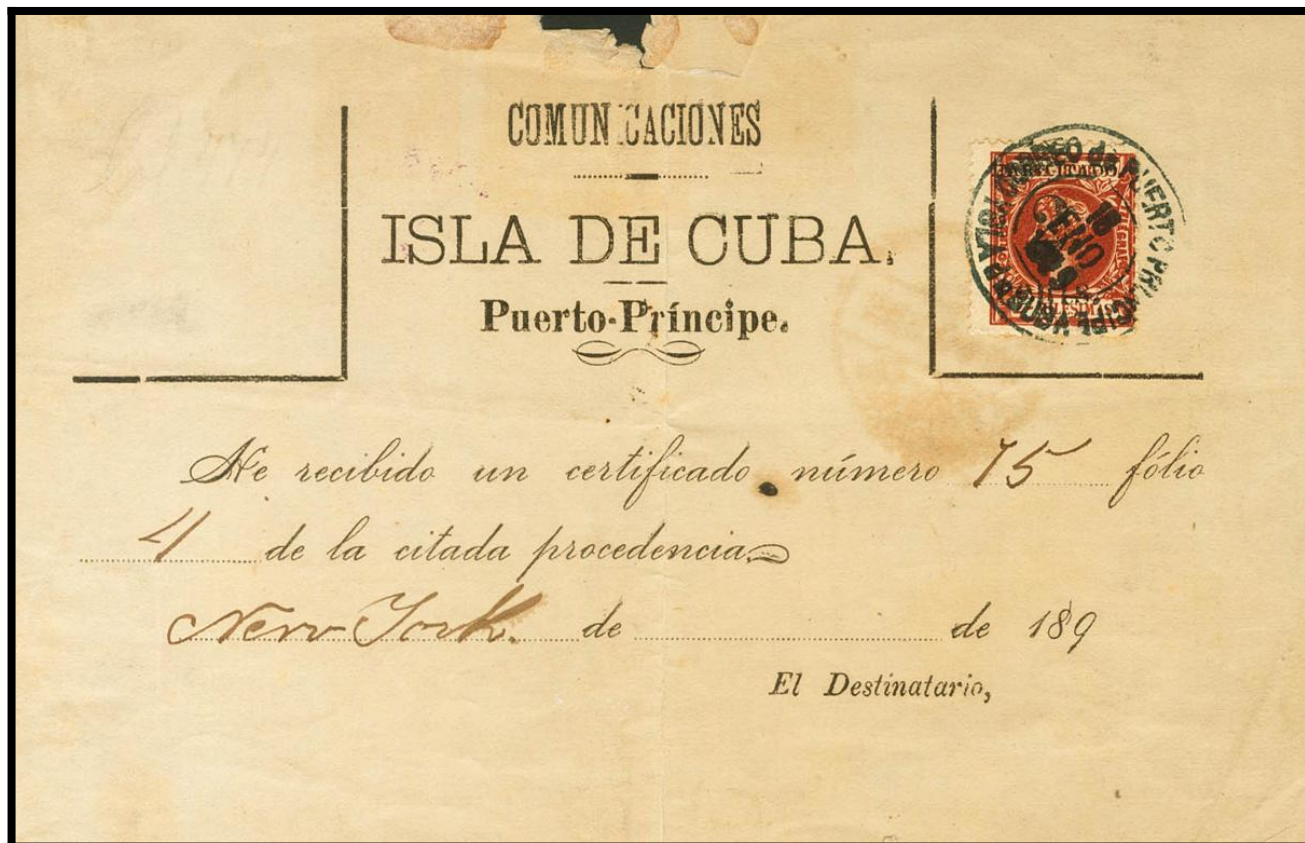 COMUNICACIONES
ISLA DE CUBA.
Puerto-Príncipe.
He recibido un certificado número 75 fólio
4 de la citada procedencia.
New York. de de 189
El Destinatario,